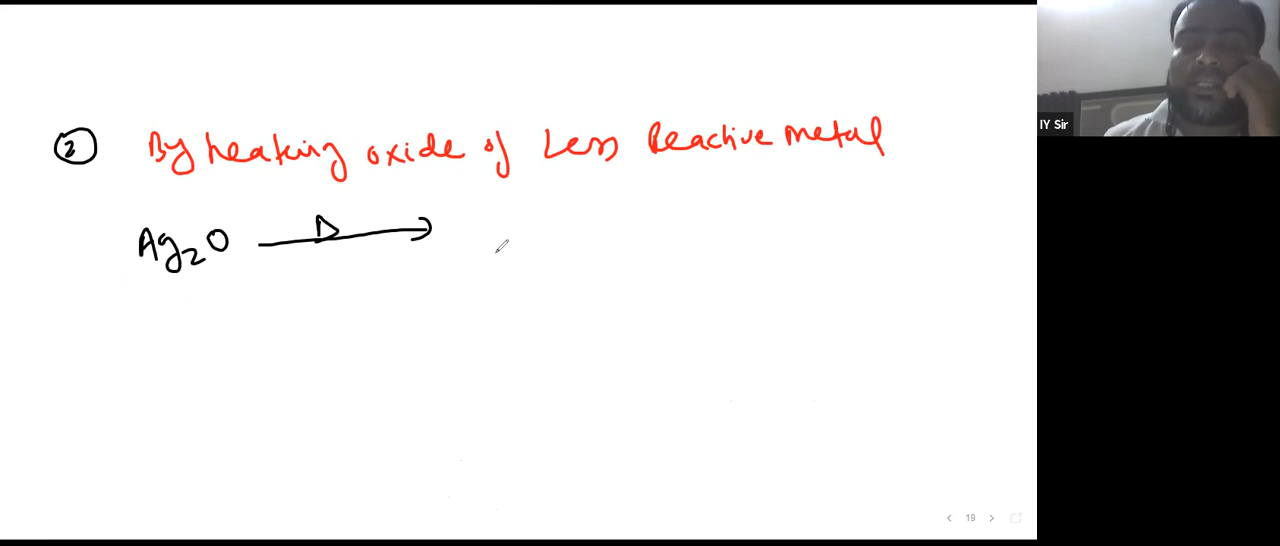 ② By heating oxide of Less Reactive metal
Ag₂O —Δ→
IY Sir
19